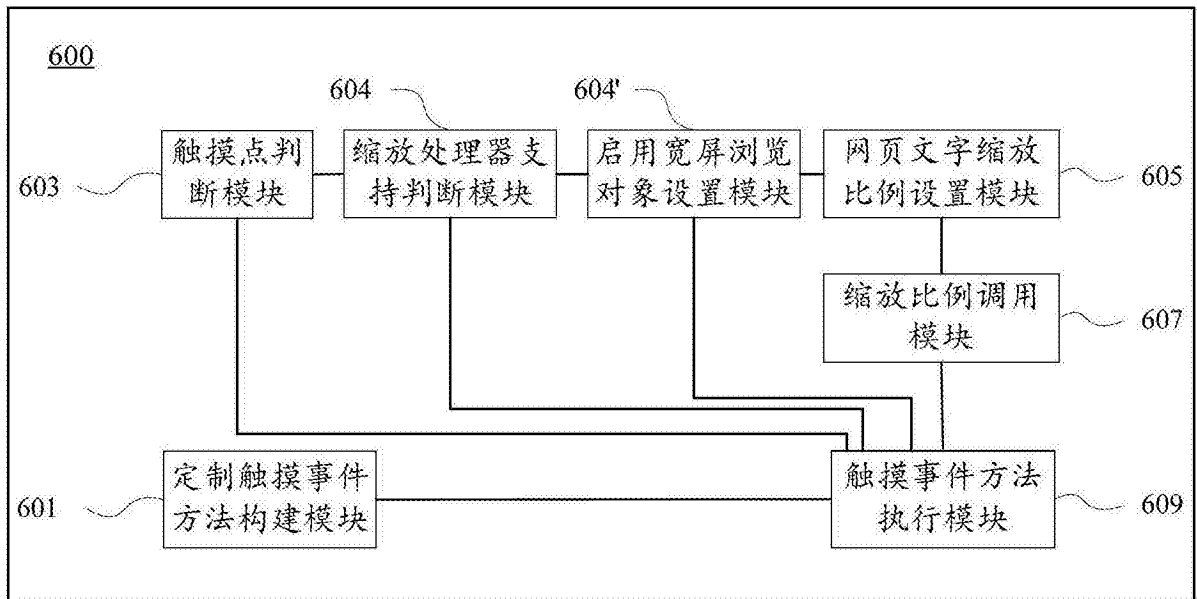 600
604
604'
触摸点判
断模块
缩放处理器支
持判断模块
启用宽屏浏览
对象设置模块
网页文字缩放
比例设置模块
603
605
缩放比例调用
模块
607
定制触摸事件
方法构建模块
触摸事件方法
执行模块
601
609